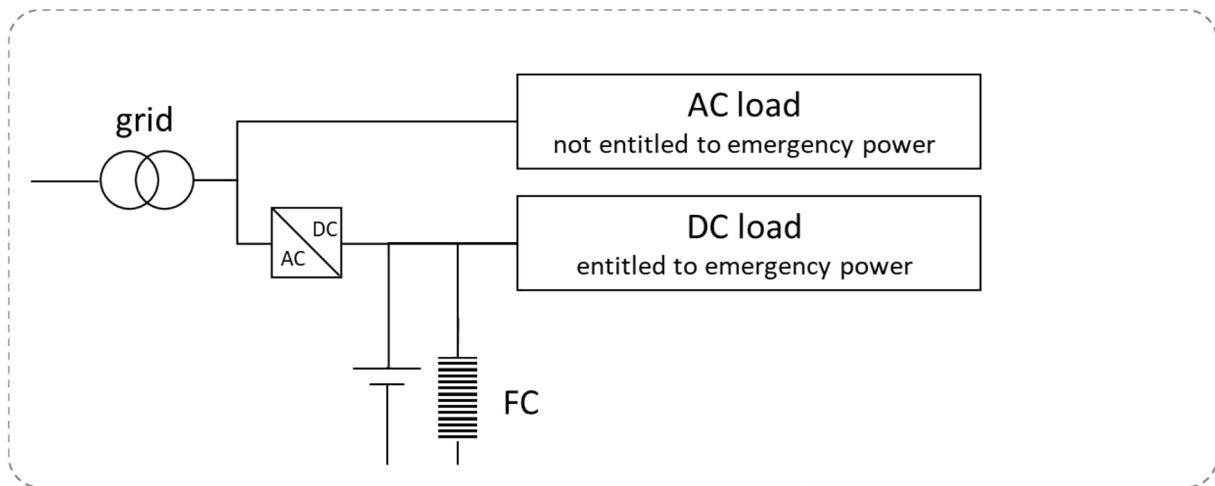 grid
AC load
not entitled to emergency power
DC load
entitled to emergency power
DC
AC
FC